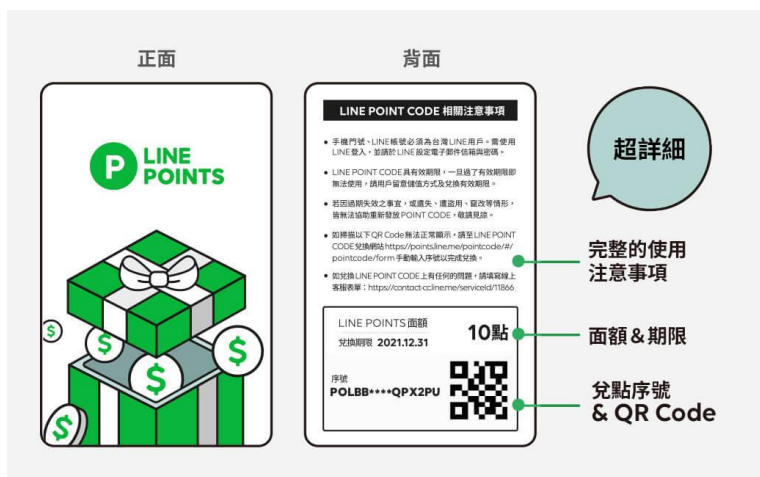 正面
P LINE
POINTS
背面
LINE POINT CODE 相關注意事項
• 手機門號、LINE帳號必須為台灣LINE用戶。需使用
LINE登入,並請於LINE設定電子郵件信箱與密碼。
• LINE POINT CODE具有效期限,一旦過了有效期限即
無法使用,請用戶留意儲值方式及兌換有效期限。
• 若因過期失效之事宜,或遺失、遭盜用、竄改等情形,
皆無法協助重新發放POINT CODE,敬請見諒。
• 如掃描以下QR Code無法正常顯示,請至LINE POINT
CODE兌換網站https://points.line.me/pointcode/#/
pointcode/form手動輸入序號以完成兌換。
• 如兌換LINE POINT CODE上有任何的問題,請填寫線上
客服表單:https://contact-cc.line.me/serviceId/11866
LINE POINTS 面額
10點
兌換期限 2021.12.31
序號
POLBB****QPX2PU
超詳細
完整的使用
注意事項
面額&期限
兌點序號
& QR Code
$
$
$
$
$